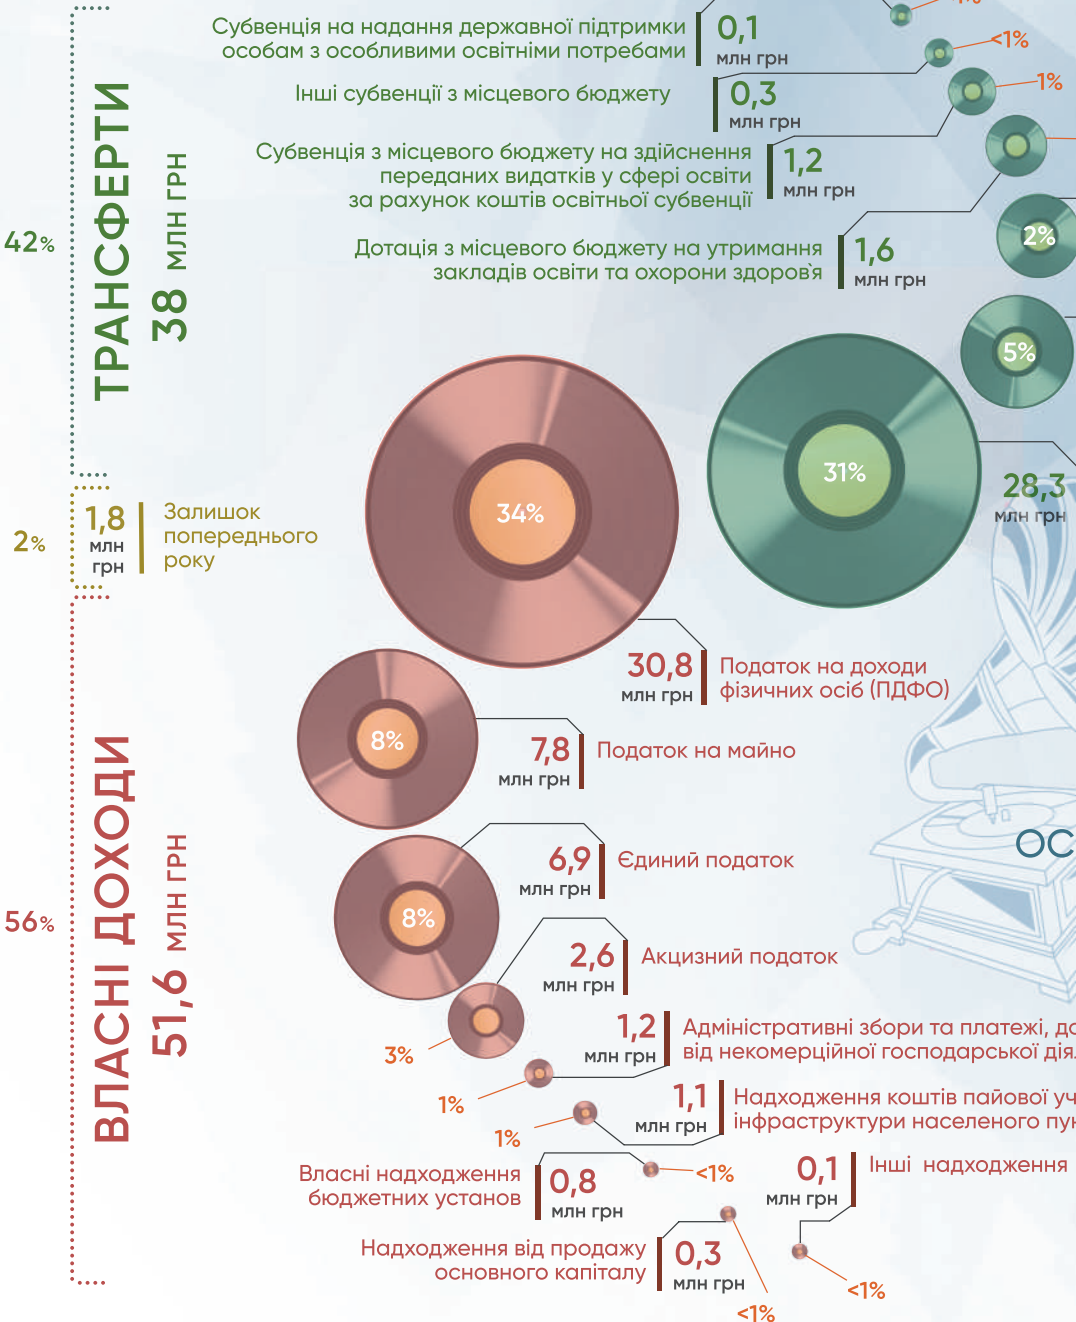 Субвенція на надання державної підтримки
особам з особливими освітніми потребами
0,1
млн грн
<1%
Інші субвенції з місцевого бюджету
0,3
млн грн
1%
Субвенція з місцевого бюджету на здійснення
переданих видатків у сфері освіти
за рахунок коштів освітньої субвенції
1,2
млн грн
Дотація з місцевого бюджету на утримання
закладів освіти та охорони здоров`я
1,6
млн грн
2%
5%
42%
ТРАНСФЕРТИ
38 МЛН ГРН
31%
28,3
млн грн
34%
2%
1,8
млн
грн
Залишок
попереднього
року
30,8
млн грн
Податок на доходи
фізичних осіб (ПДФО)
56%
ВЛАСНІ ДОХОДИ
51,6 МЛН ГРН
8%
7,8
млн грн
Податок на майно
8%
6,9
млн грн
Єдиний податок
ОС
3%
2,6
млн грн
Акцизний податок
1%
1,2
млн грн
Адміністративні збори та платежі,
від некомерційної господарської
1%
1,1
млн грн
Надходження коштів пайової
інфраструктури населеного
Власні надходження
бюджетних установ
0,8
млн грн
<1%
0,1
млн грн
Інші надходження
<1%
Надходження від продажу
основного капіталу
0,3
млн грн
<1%